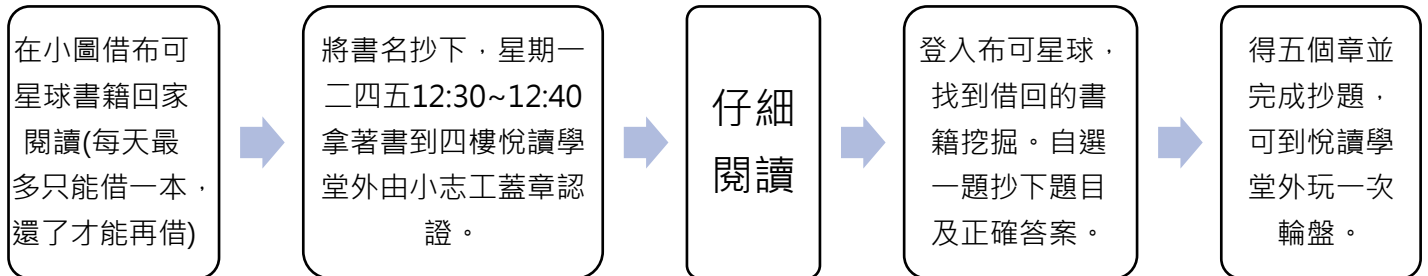 在小圖借布可
星球書籍回家
閱讀(每天最
多只能借一本，
還了才能再借)
將書名抄下，星期一
二四五12:30~12:40
拿著書到四樓悅讀學
堂外由小志工蓋章認
證。
仔細
閱讀
登入布可星球，
找到借回的書
籍挖掘。自選
一題抄下題目
及正確答案。
得五個章並
完成抄題，
可到悅讀學
堂外玩一次
輪盤。